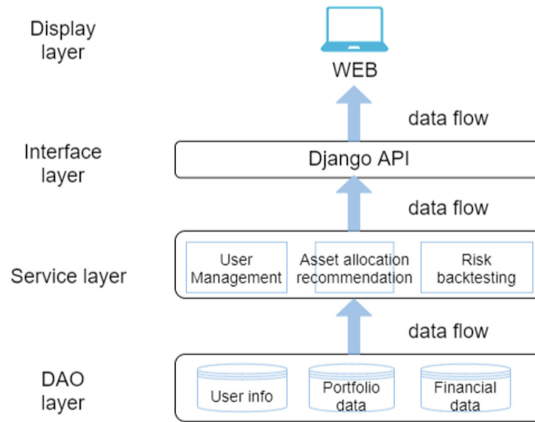 Display
layer
WEB
data flow
Interface
layer
Django API
data flow
Service layer
User
Management
Asset allocation
recommendation
Risk
backtesting
data flow
DAO
layer
User info
Portfolio
data
Financial
data